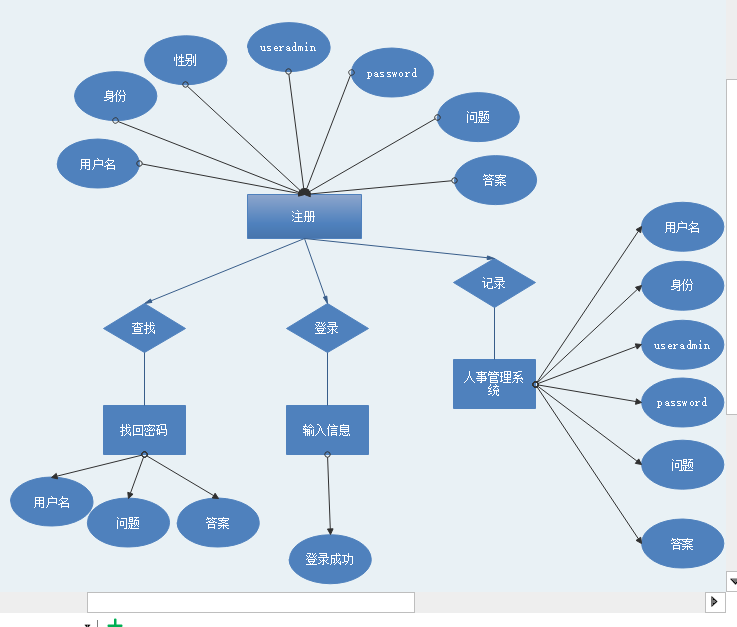 useradmin
性别
password
身份
问题
用户名
答案
注册
用户名
记录
身份
查找
登录
useradmin
人事管理系
统
password
找回密码
输入信息
问题
用户名
问题
答案
答案
登录成功